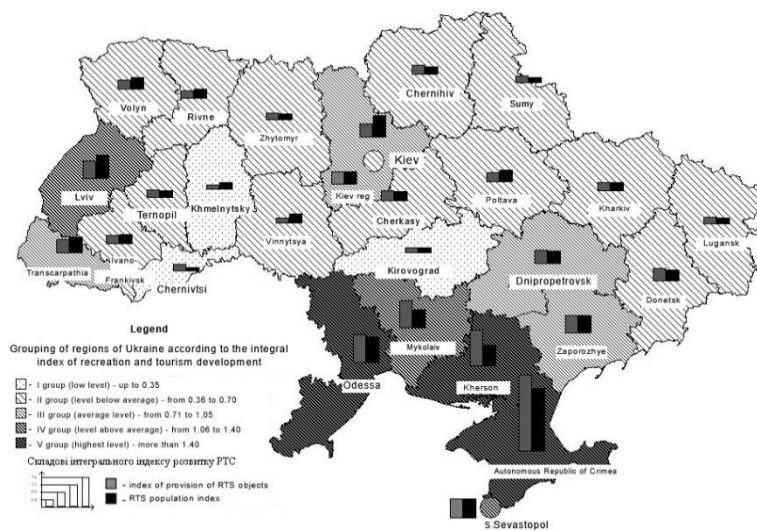 Volyn
Rivne
Zhytomyr
Chernihiv
Sumy
Kiev
Lviv
Kiev reg
Poltava
Kharkiv
Lugansk
Ternopil
Khmelnytsky
Cherkasy
Vinnytsya
Transcarpathia
Ivano-
Frankivsk
Chernivtsi
Kirovograd
Dnipropetrovsk
Donetsk
Mykolaiv
Zaporozhye
Odessa
Kherson
Autonomous Republic of Crimea
S.Sevastopol
Legend
Grouping of regions of Ukraine according to the integral
index of recreation and tourism development
- I group (low level) - up to 0.35
- II group (level below average) - from 0.36 to 0.70
- III group (average level) - from 0.71 to 1.05
- IV group (level above average) - from 1.06 to 1.40
- V group (highest level) - more than 1.40
Складові інтегрального індексу розвитку РТС
- index of provision of RTS objects
- RTS population index